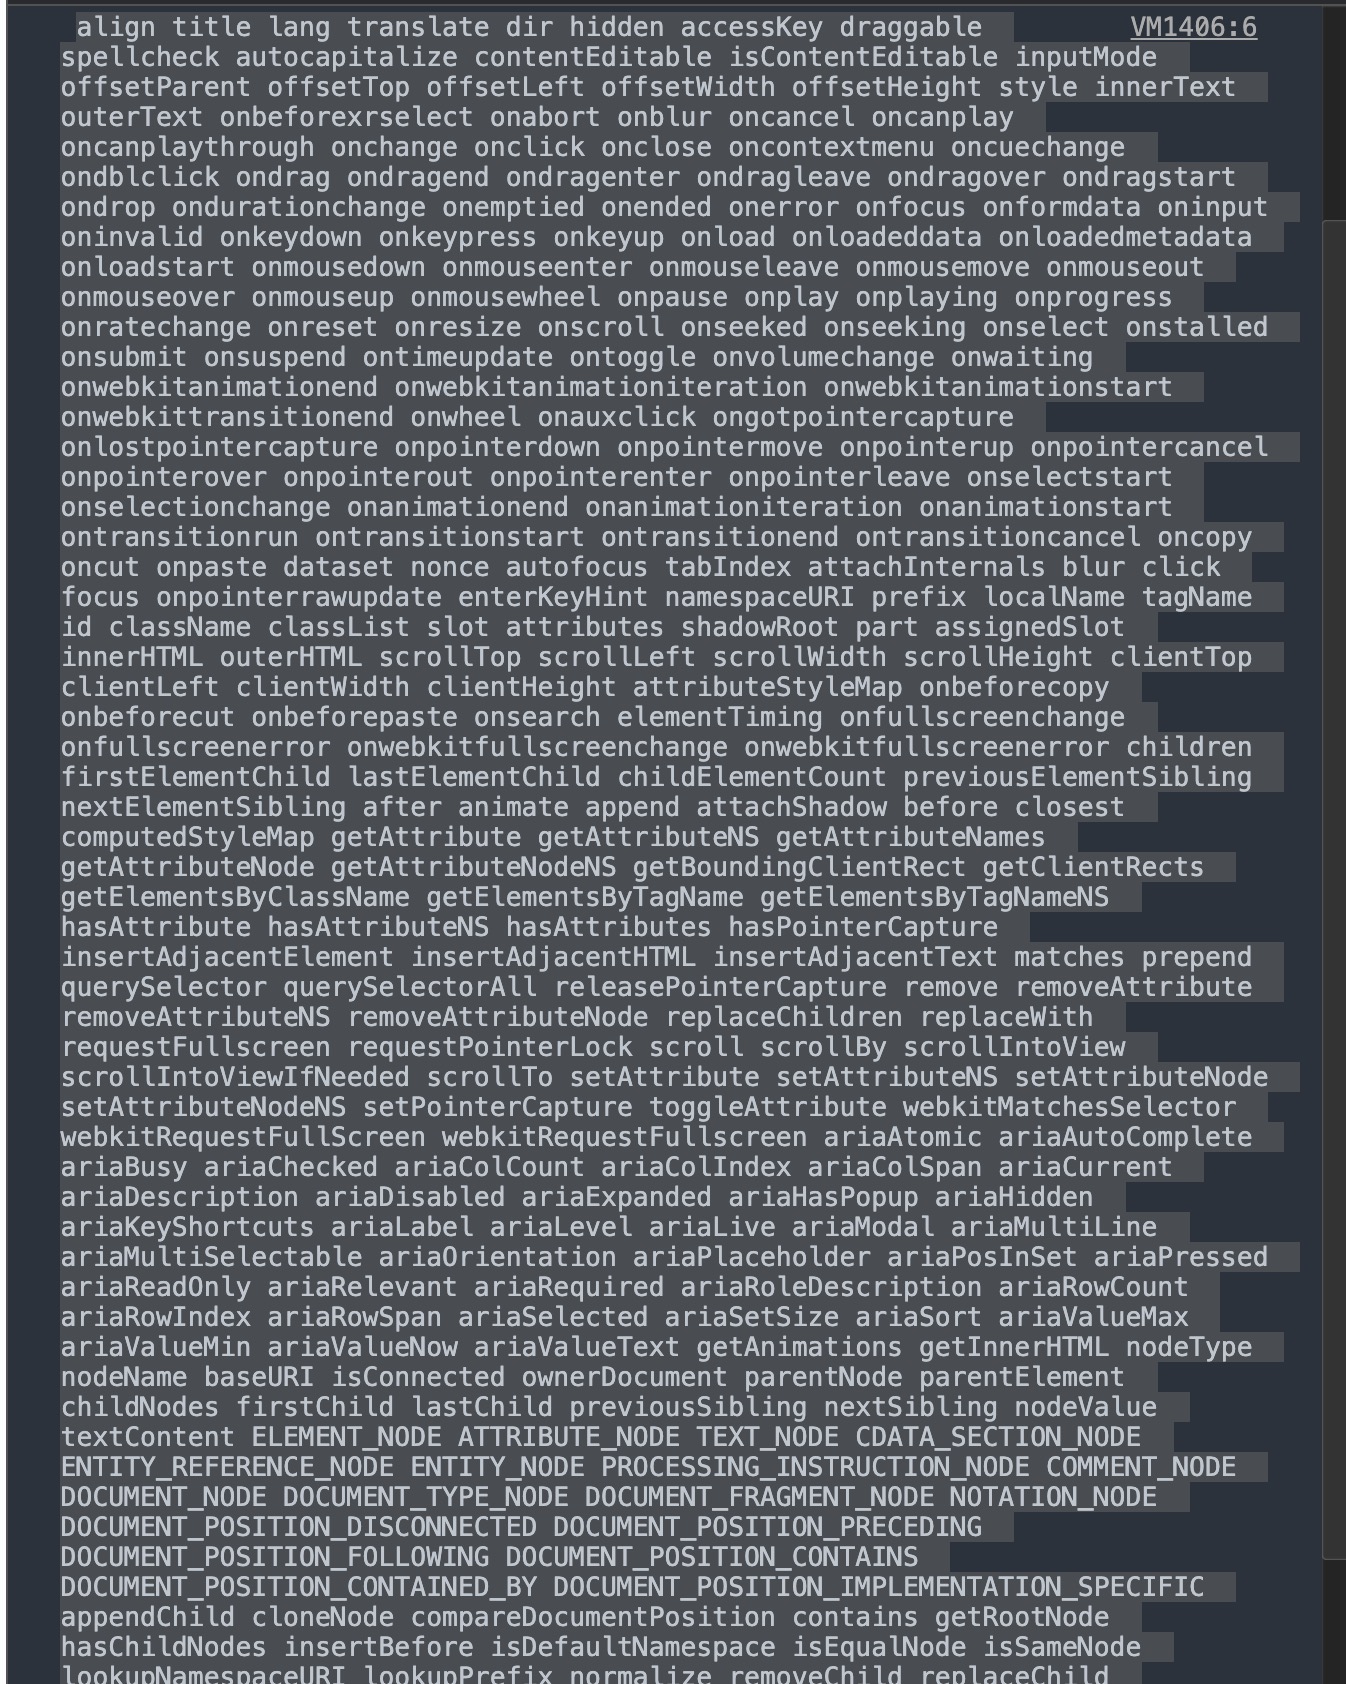 align title lang translate dir hidden accessKey draggable VM1406:6
spellcheck autocapitalize contentEditable isContentEditable inputMode
offsetParent offsetTop offsetLeft offsetWidth offsetHeight style innerText
outerText onbeforexrselect onabort onblur oncancel oncanplay
oncanplaythrough onchange onclick onclose oncontextmenu oncuechange
ondblclick ondrag ondragend ondragenter ondragleave ondragover ondragstart
ondrop ondurationchange onemptied onended onerror onfocus onformdata oninput
oninvalid onkeydown onkeypress onkeyup onload onloadeddata onloadedmetadata
onloadstart onmousedown onmouseenter onmouseleave onmousemove onmouseout
onmouseover onmouseup onmousewheel onpause onplay onplaying onprogress
onratechange onreset onresize onscroll onseeked onseeking onselect onstalled
onsubmit onsuspend ontimeupdate ontoggle onvolumechange onwaiting
onwebkitanimationend onwebkitanimationiteration onwebkitanimationstart
onwebkittransitionend onwheel onauxclick ongotpointercapture
onlostpointercapture onpointerdown onpointermove onpointerup onpointercancel
onpointerover onpointerout onpointerenter onpointerleave onselectstart
onselectionchange onanimationend onanimationiteration onanimationstart
ontransitionrun ontransitionstart ontransitionend ontransitioncancel oncopy
oncut onpaste dataset nonce autofocus tabIndex attachInternals blur click
focus onpointerrawupdate enterKeyHint namespaceURI prefix localName tagName
id className classList slot attributes shadowRoot part assignedSlot
innerHTML outerHTML scrollTop scrollLeft scrollWidth scrollHeight clientTop
clientLeft clientWidth clientHeight attributeStyleMap onbeforecopy
onbeforecut onbeforepaste onsearch elementTiming onfullscreenchange
onfullscreenerror onwebkitfullscreenchange onwebkitfullscreenerror children
firstElementChild lastElementChild childElementCount previousElementSibling
nextElementSibling after animate append attachShadow before closest
computedStyleMap getAttribute getAttributeNS getAttributeNames
getAttributeNode getAttributeNodeNS getBoundingClientRect getClientRects
getElementsByClassName getElementsByTagName getElementsByTagNameNS
hasAttribute hasAttributeNS hasAttributes hasPointerCapture
insertAdjacentElement insertAdjacentHTML insertAdjacentText matches prepend
querySelector querySelectorAll releasePointerCapture remove removeAttribute
removeAttributeNS removeAttributeNode replaceChildren replaceWith
requestFullscreen requestPointerLock scroll scrollBy scrollIntoView
scrollIntoViewIfNeeded scrollTo setAttribute setAttributeNS setAttributeNode
setAttributeNodeNS setPointerCapture toggleAttribute webkitMatchesSelector
webkitRequestFullScreen webkitRequestFullscreen ariaAtomic ariaAutoComplete
ariaBusy ariaChecked ariaColCount ariaColIndex ariaColSpan ariaCurrent
ariaDescription ariaDisabled ariaExpanded ariaHasPopup ariaHidden
ariaKeyShortcuts ariaLabel ariaLevel ariaLive ariaModal ariaMultiLine
ariaMultiSelectable ariaOrientation ariaPlaceholder ariaPosInSet ariaPressed
ariaReadOnly ariaRelevant ariaRequired ariaRoleDescription ariaRowCount
ariaRowIndex ariaRowSpan ariaSelected ariaSetSize ariaSort ariaValueMax
ariaValueMin ariaValueNow ariaValueText getAnimations getInnerHTML nodeType
nodeName baseURI isConnected ownerDocument parentNode parentElement
childNodes firstChild lastChild previousSibling nextSibling nodeValue
textContent ELEMENT_NODE ATTRIBUTE_NODE TEXT_NODE CDATA_SECTION_NODE
ENTITY_REFERENCE_NODE ENTITY_NODE PROCESSING_INSTRUCTION_NODE COMMENT_NODE
DOCUMENT_NODE DOCUMENT_TYPE_NODE DOCUMENT_FRAGMENT_NODE NOTATION_NODE
DOCUMENT_POSITION_DISCONNECTED DOCUMENT_POSITION_PRECEDING
DOCUMENT_POSITION_FOLLOWING DOCUMENT_POSITION_CONTAINS
DOCUMENT_POSITION_CONTAINED_BY DOCUMENT_POSITION_IMPLEMENTATION_SPECIFIC
appendChild cloneNode compareDocumentPosition contains getRootNode
hasChildNodes insertBefore isDefaultNamespace isEqualNode isSameNode
lookupNamespaceURI lookupPrefix normalize removeChild replaceChild